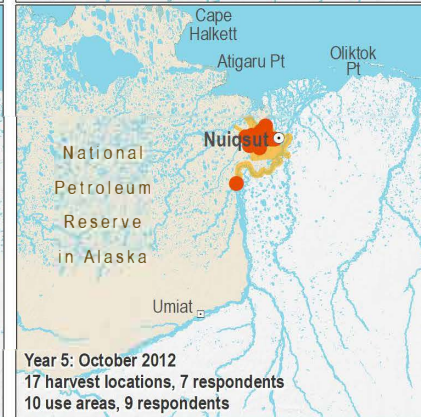 Cape
Halkett
Atigaru Pt
Oliktok
Pt
Nuiqsut
National
Petroleum
Reserve
in Alaska
Umiat
Year 5: October 2012
17 harvest locations, 7 respondents
10 use areas, 9 respondents